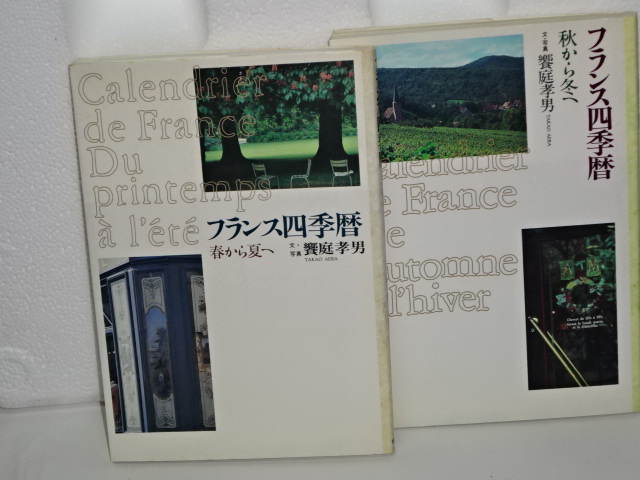 Calendrier
de France
Du
printemps
à l'été
フランス四季暦
春から夏へ
文・写真 饗庭孝男
TAKAO AEBA
フランス四季暦
秋から冬へ
文・写真 饗庭孝男
TAKAO AEBA
alendrier
e France
e
automne
l'hiver